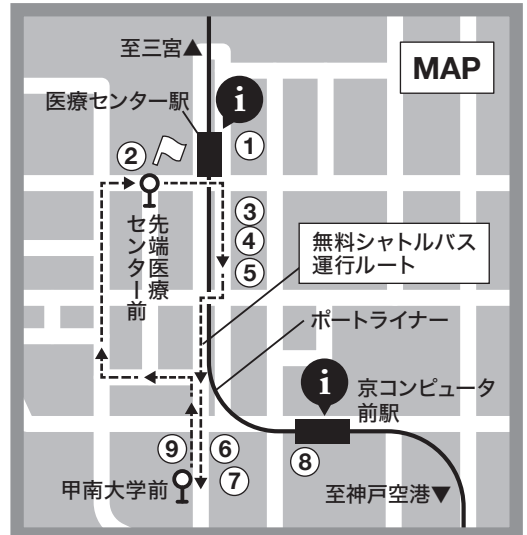 至三宮▲
MAP
医療センター駅
i
①
②
先端医療
センター前
③
④
⑤
無料シャトルバス
運行ルート
ポートライナー
i
京コンピュータ
前駅
⑨
⑥
⑦
⑧
甲南大学前
至神戸空港▼